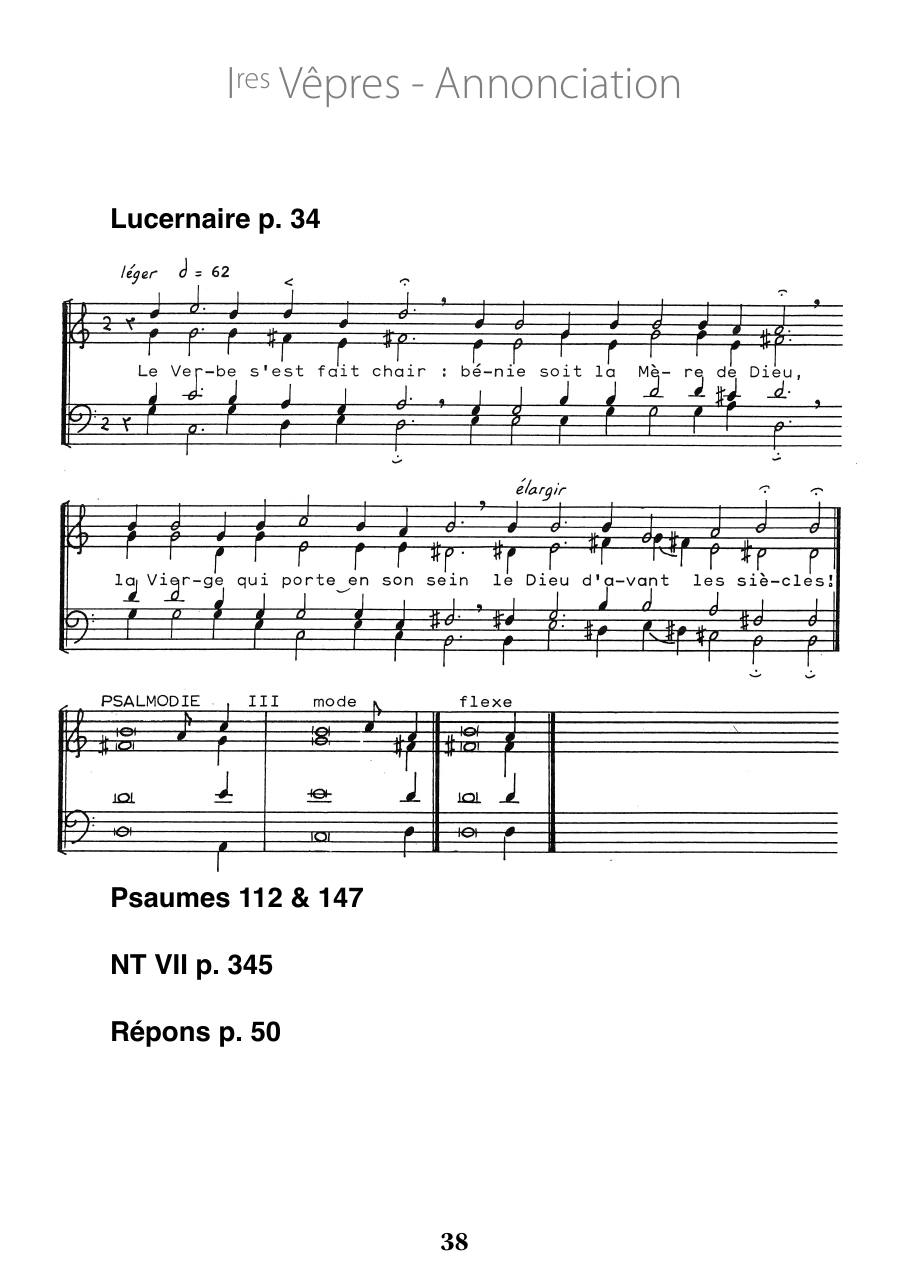 Ires Vêpres - Annonciation
Lucernaire p. 34
léger = 62
Le Ver-be s'est fait chair : bé-nie soit la Mè- re de Dieu,
élargir
la Vier-ge qui porte en son sein le Dieu d'a-vant les siè-cles!
PSALMODIE III mode flexe
Psaumes 112 & 147
NT VII p. 345
Répons p. 50
38